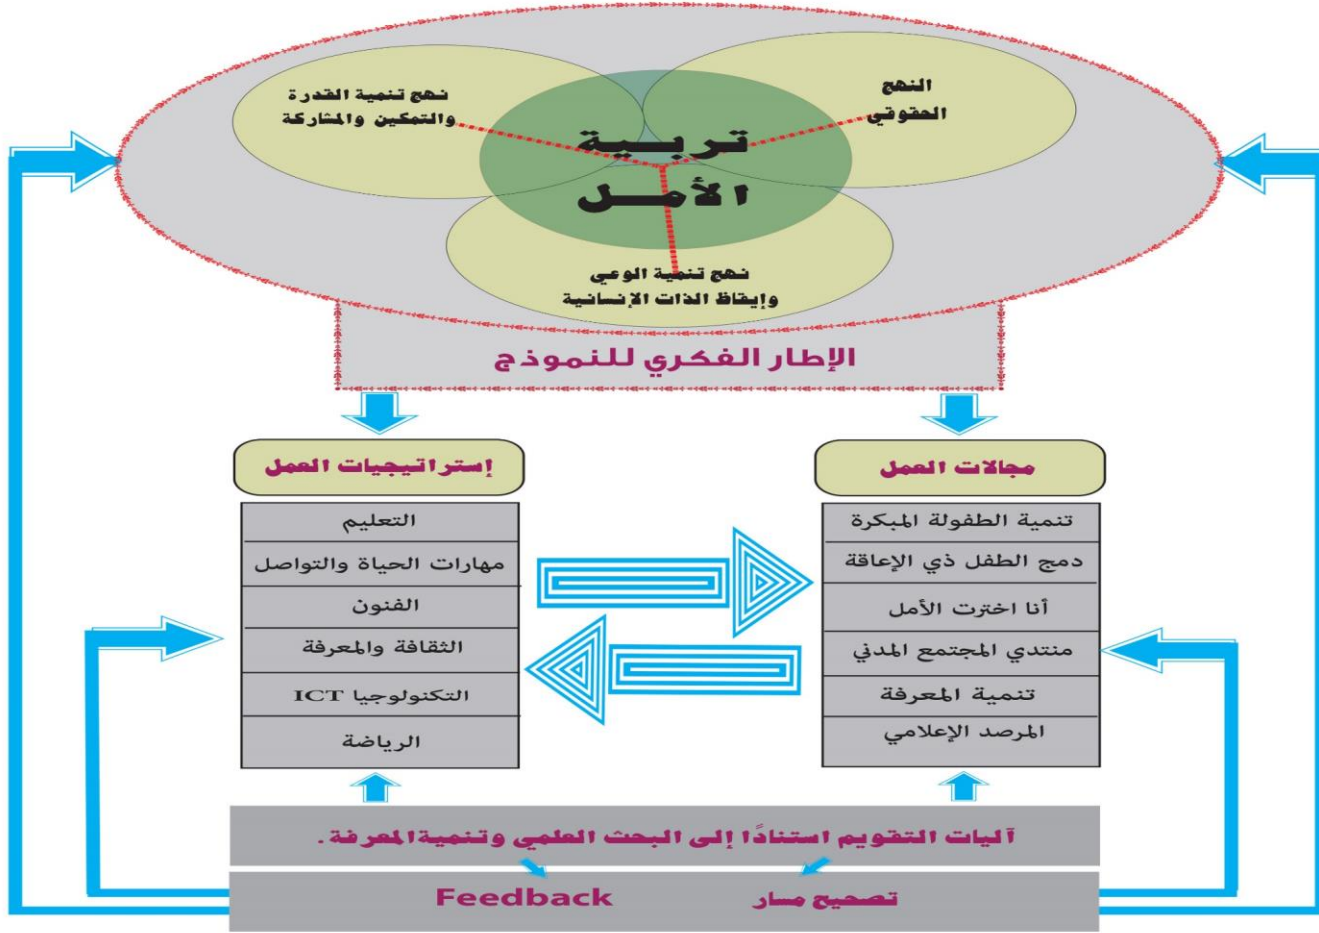 النهج
الحقوقي
نهج تنمية القدرة
والتمكين والمشاركة
تربية
الأمل
نهج تنمية الوعي
وإيقاظ الذات الإنسانية
الإطار الفكري للنموذج
مجالات العمل
تنمية الطفولة المبكرة
دمج الطفل ذي الإعاقة
أنا اخترت الأمل
منتدي المجتمع المدني
تنمية المعرفة
المرصد الإعلامي
إستراتيجيات العمل
التعليم
مهارات الحياة والتواصل
الفنون
الثقافة والمعرفة
التكنولوجيا ICT
الرياضة
آليات التقويم استنادًا إلى البحث العلمي وتنمية المعرفة.
تصحيح مسار
Feedback